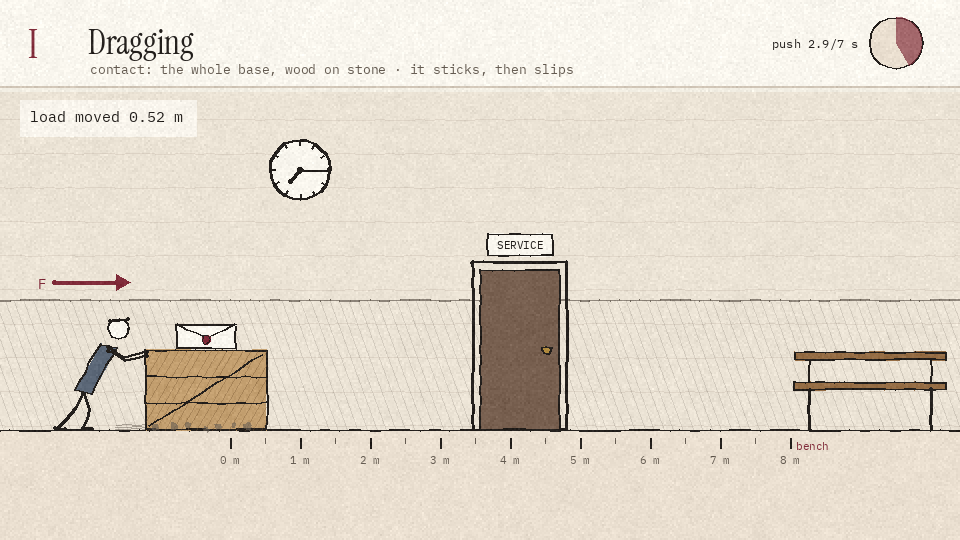 I
Dragging
contact: the whole base, wood on stone · it sticks, then slips
push 2.9/7 s
load moved 0.52 m
SERVICE
F
0 m 1 m 2 m 3 m 4 m 5 m 6 m 7 m 8 m
bench